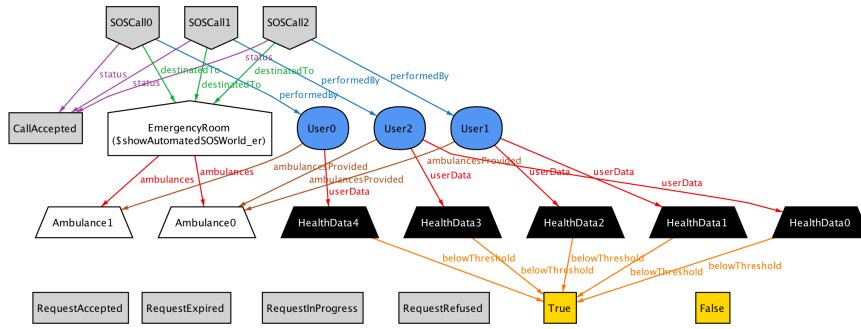 SOSCall0 SOSCall1 SOSCall2
status status status
destinatedTo destinatedTo destinatedTo
performedBy performedBy performedBy
CallAccepted
EmergencyRoom
($showAutomatedSOSWorld_er)
User0 User2 User1
ambulances ambulances
ambulancesProvided ambulancesProvided ambulancesProvided
userData userData userData userData userData
Ambulance1 Ambulance0 HealthData4 HealthData3 HealthData2 HealthData1 HealthData0
belowThreshold belowThreshold belowThreshold belowThreshold
RequestAccepted RequestExpired RequestInProgress RequestRefused True False